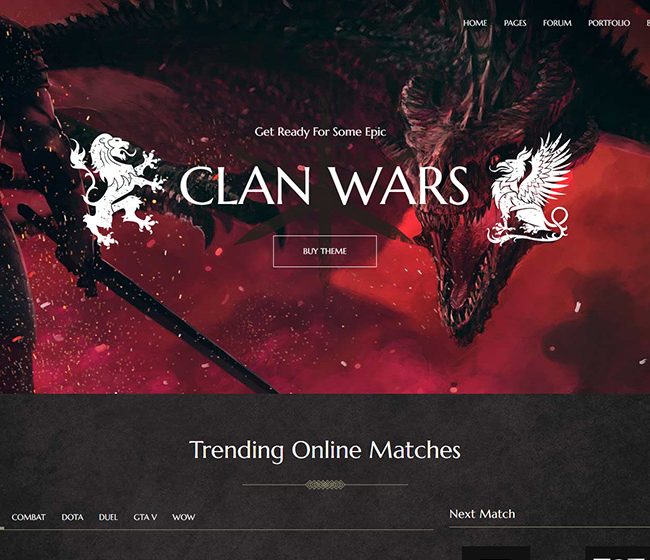 HOME PAGES FORUM PORTFOLIO
Get Ready For Some Epic
CLAN WARS
BUY THEME
Trending Online Matches
COMBAT DOTA DUEL GTA V WOW
Next Match